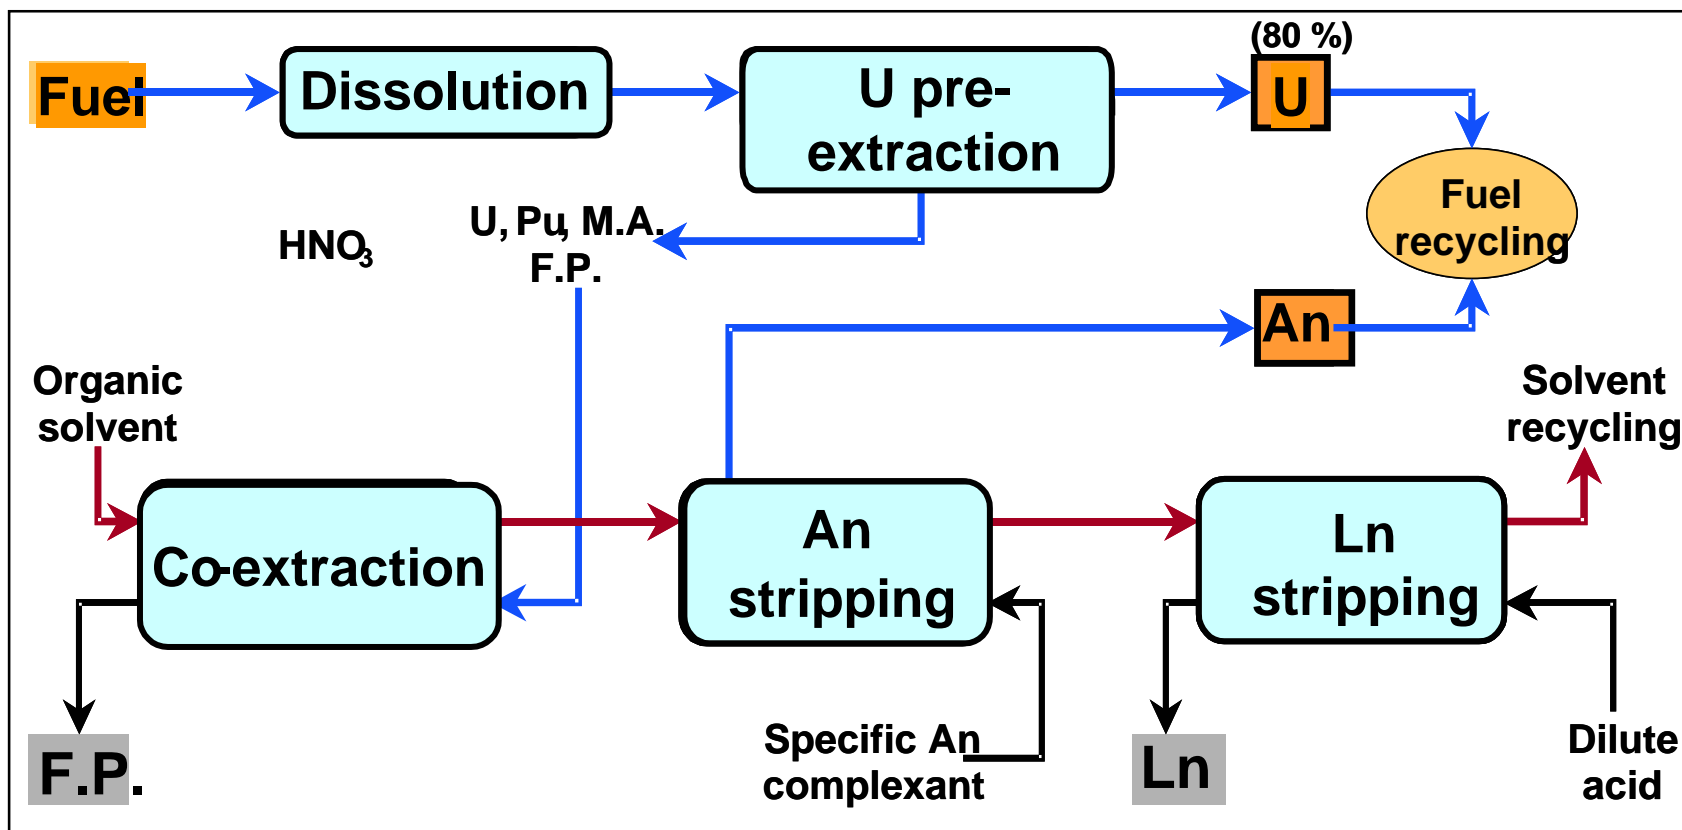 (80 %)
Fuel
Dissolution
U pre-
extraction
U
Fuel
recycling
HNO₃
U, Pu, M.A.
F.P.
An
Organic
solvent
Solvent
recycling
Co-extraction
An
stripping
Ln
stripping
F.P.
Specific An
complexant
Ln
Dilute
acid